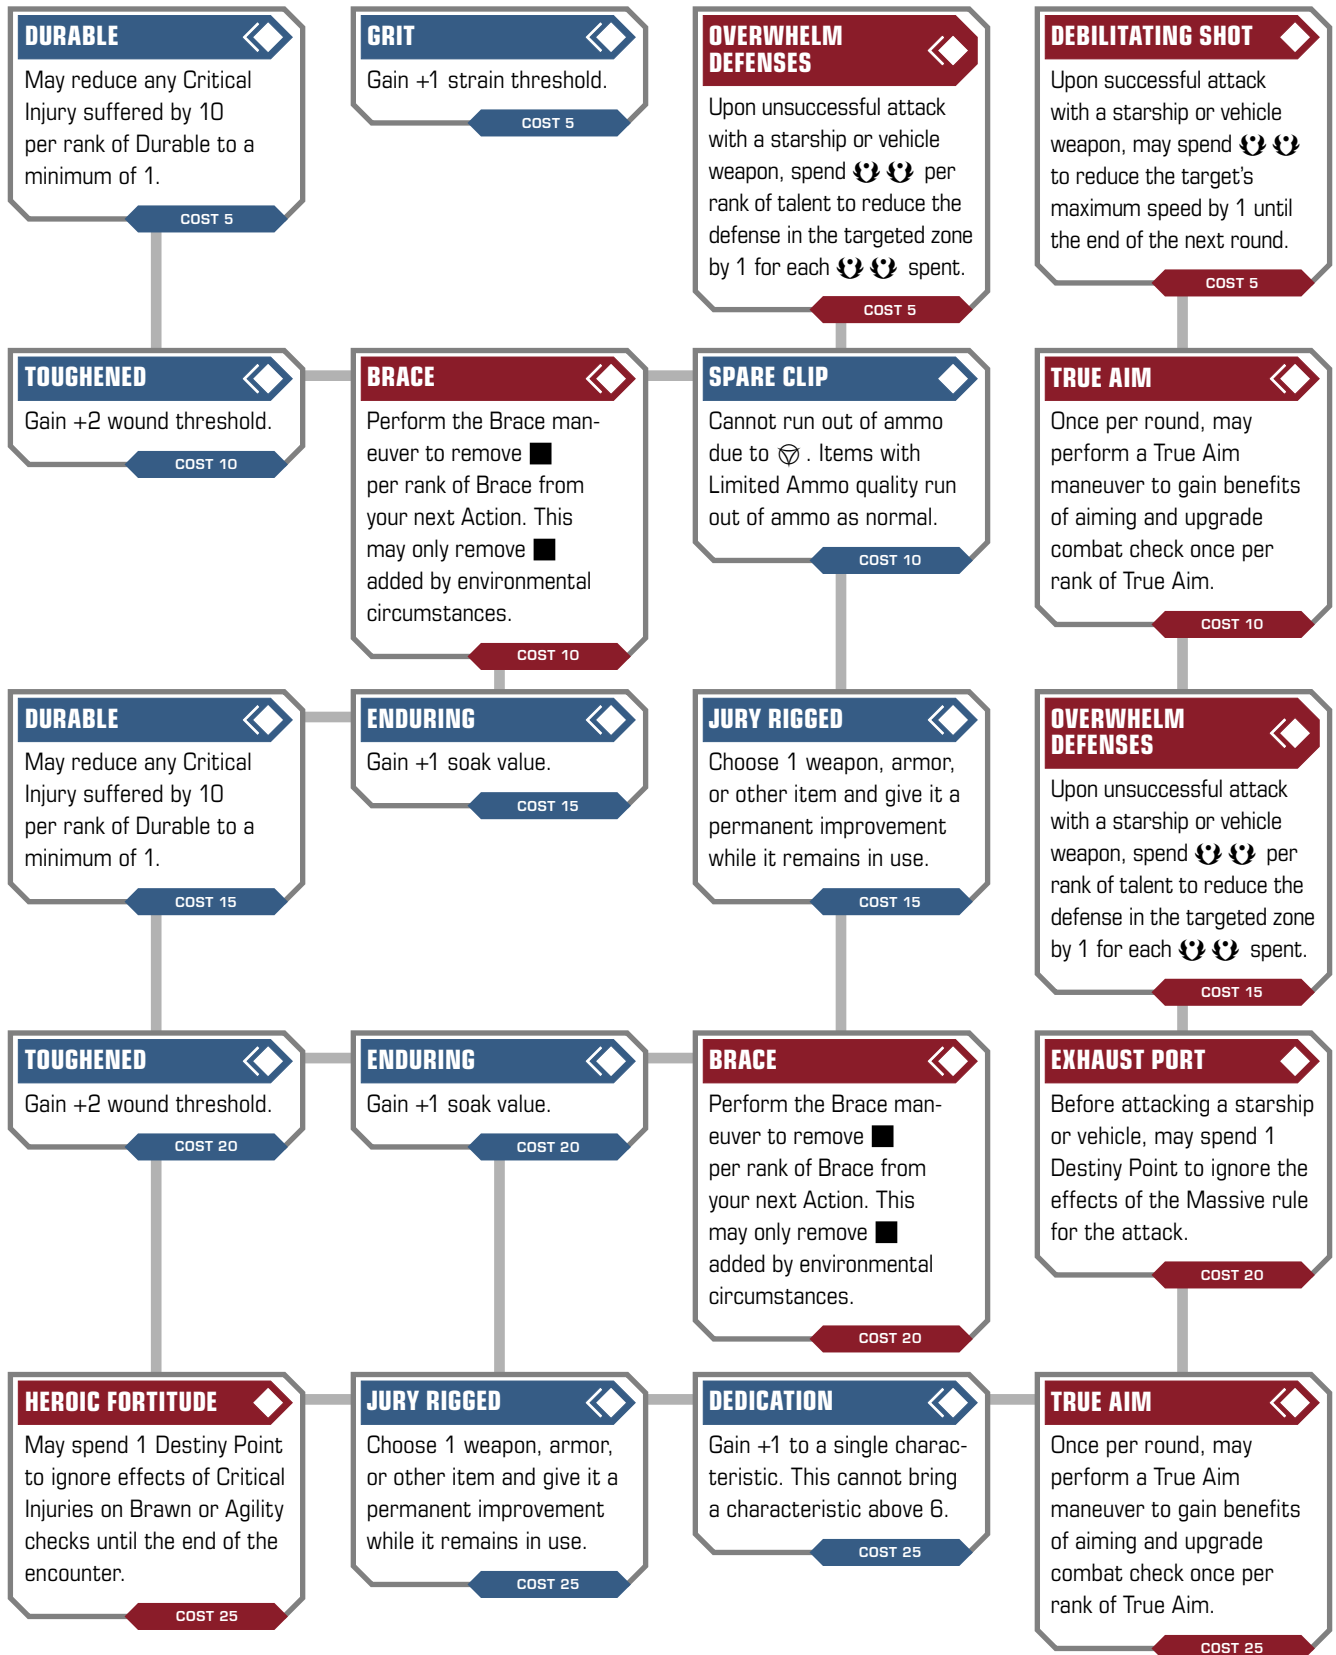 DURABLE
May reduce any Critical
Injury suffered by 10
per rank of Durable to a
minimum of 1.
COST 5
GRIT
Gain +1 strain threshold.
COST 5
OVERWHELM
DEFENSES
Upon unsuccessful attack
with a starship or vehicle
weapon, spend per
rank of talent to reduce the
defense in the targeted zone
by 1 for each spent.
COST 5
DEBILITATING SHOT
Upon successful attack
with a starship or vehicle
weapon, may spend
to reduce the target's
maximum speed by 1 until
the end of the next round.
COST 5
TOUGHENED
Gain +2 wound threshold.
COST 10
BRACE
Perform the Brace man-
euver to remove
per rank of Brace from
your next Action. This
may only remove
added by environmental
circumstances.
COST 10
SPARE CLIP
Cannot run out of ammo
due to . Items with
Limited Ammo quality run
out of ammo as normal.
COST 10
TRUE AIM
Once per round, may
perform a True Aim
maneuver to gain benefits
of aiming and upgrade
combat check once per
rank of True Aim.
COST 10
DURABLE
May reduce any Critical
Injury suffered by 10
per rank of Durable to a
minimum of 1.
COST 15
ENDURING
Gain +1 soak value.
COST 15
JURY RIGGED
Choose 1 weapon, armor,
or other item and give it a
permanent improvement
while it remains in use.
COST 15
OVERWHELM
DEFENSES
Upon unsuccessful attack
with a starship or vehicle
weapon, spend per
rank of talent to reduce the
defense in the targeted zone
by 1 for each spent.
COST 15
TOUGHENED
Gain +2 wound threshold.
COST 20
ENDURING
Gain +1 soak value.
COST 20
BRACE
Perform the Brace man-
euver to remove
per rank of Brace from
your next Action. This
may only remove
added by environmental
circumstances.
COST 20
EXHAUST PORT
Before attacking a starship
or vehicle, may spend 1
Destiny Point to ignore the
effects of the Massive rule
for the attack.
COST 20
HEROIC FORTITUDE
May spend 1 Destiny Point
to ignore effects of Critical
Injuries on Brawn or Agility
checks until the end of the
encounter.
COST 25
JURY RIGGED
Choose 1 weapon, armor,
or other item and give it a
permanent improvement
while it remains in use.
COST 25
DEDICATION
Gain +1 to a single charac-
teristic. This cannot bring
a characteristic above 6.
COST 25
TRUE AIM
Once per round, may
perform a True Aim
maneuver to gain benefits
of aiming and upgrade
combat check once per
rank of True Aim.
COST 25